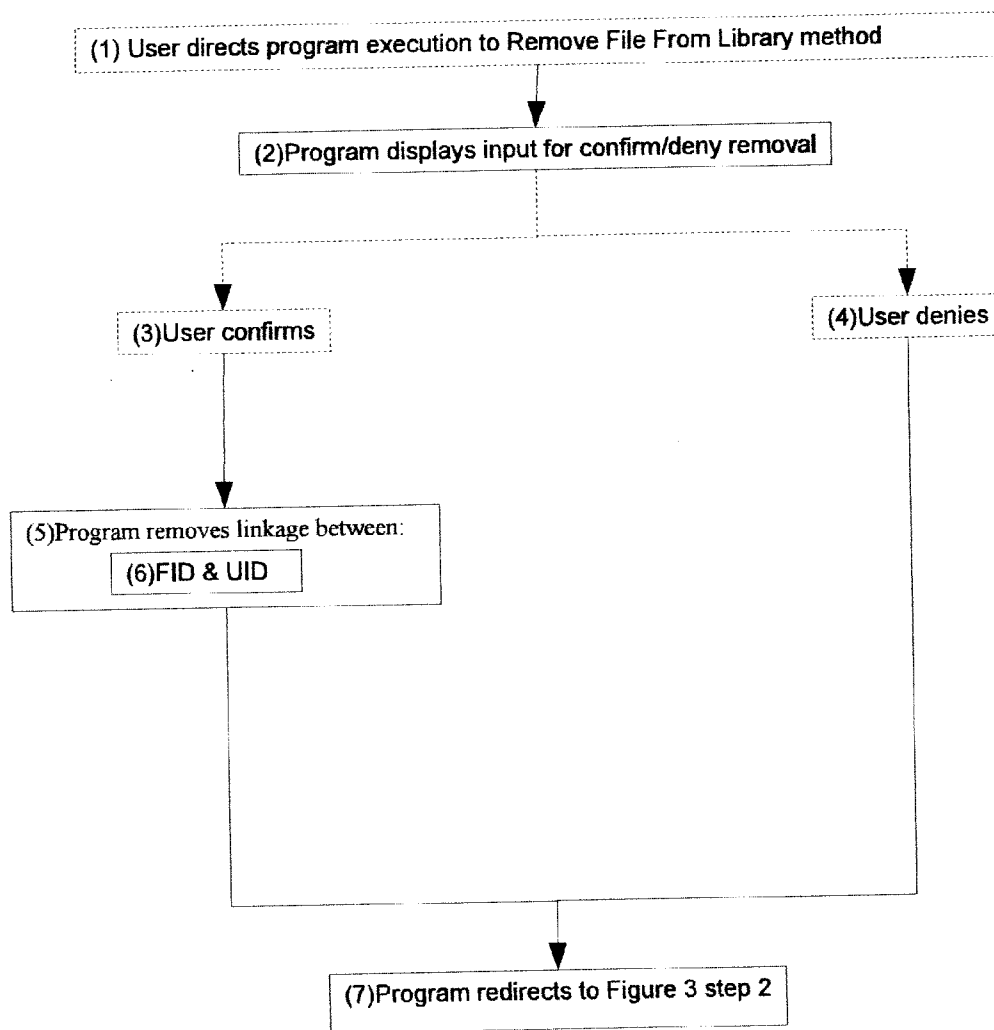 (1) User directs program execution to Remove File From Library method
(2)Program displays input for confirm/deny removal
(3)User confirms
(4)User denies
(5)Program removes linkage between:
(6)FID & UID
(7)Program redirects to Figure 3 step 2